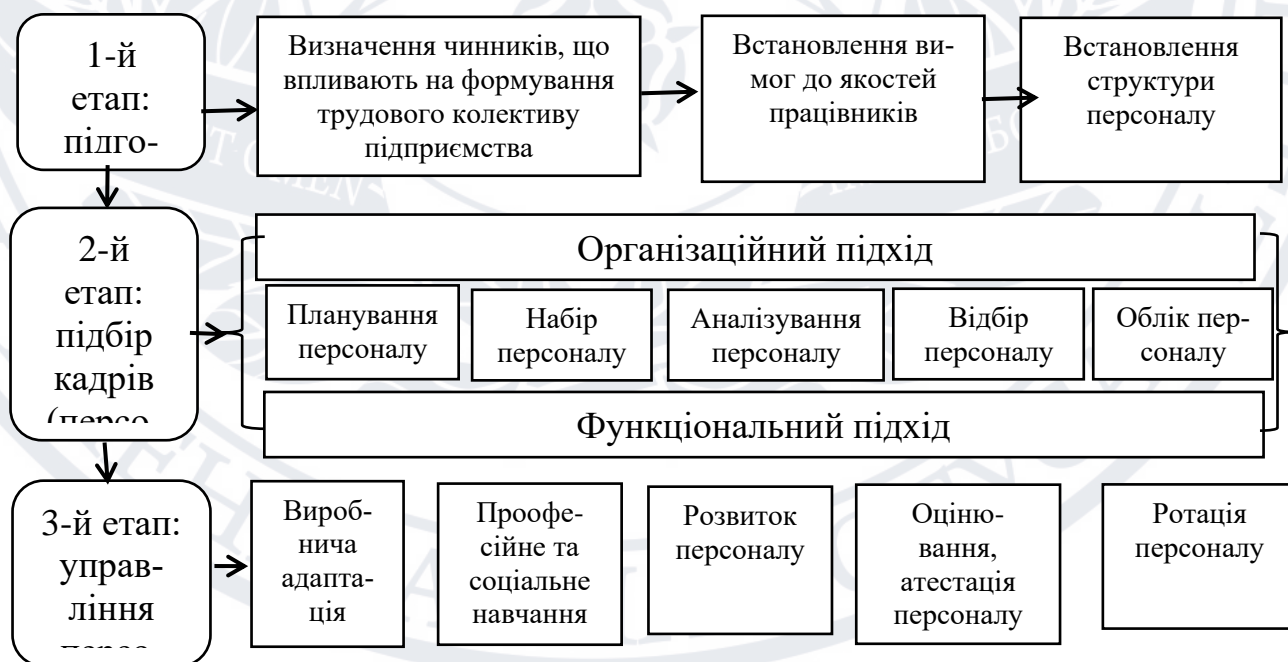 1-й
етап:
підго-
Визначення чинників, що
впливають на формування
трудового колективу
підприємства
Встановлення ви-
мог до якостей
працівників
Встановлення
структури
персоналу
2-й
етап:
підбір
кадрів
(персо-
Організаційний підхід
Планування
персоналу
Набір
персоналу
Аналізування
персоналу
Відбір
персоналу
Облік пер-
соналу
Функціональний підхід
3-й етап:
управ-
ління
Вироб-
нича
адапта-
ція
Проофе-
сійне та
соціальне
навчання
Розвиток
персоналу
Оціню-
вання,
атестація
персоналу
Ротація
персоналу